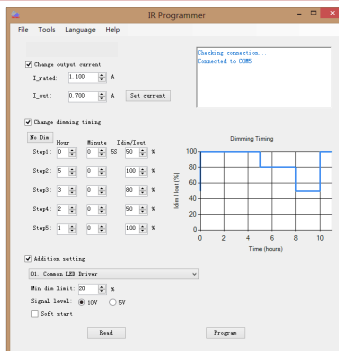 IR Programmer
File Tools Language Help
Checking connection...
Connected to COM5
Change output current
I_rated: 1.100 A
I_out: 0.700 A Set current
Change dimming timing
No Dim Hour Minute Idim/Iout
Step1: 0 0 5S 50 %
Step2: 5 0 100 %
Step3: 3 0 80 %
Step4: 2 0 50 %
Step5: 1 0 100 %
Dimming Timing
Idim / Iout (%)
100
80
60
40
20
0
0 2 4 6 8 10
Time (hours)
Addition setting
01. Common LED Driver
Min dim limit: 20 %
Signal level: 10V 5V
Soft start
Read Program